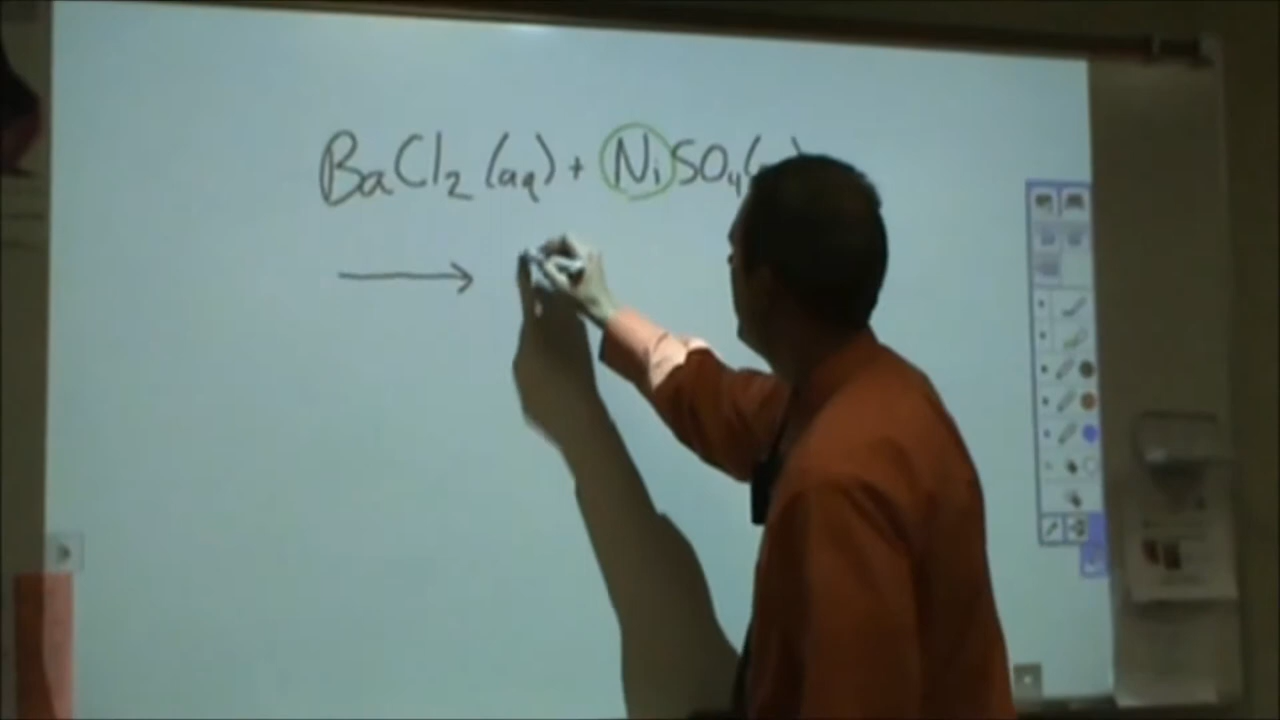 BaCl₂ (aq) + NiSO₄(
⟶